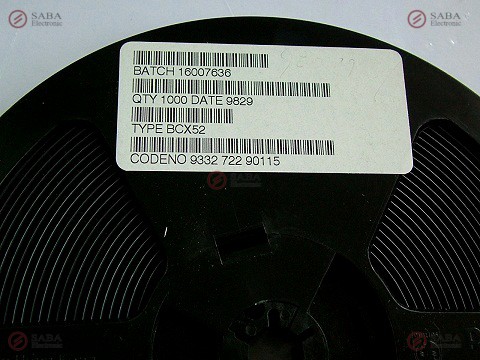 SABA
Electronic
SABA
Electronic
BATCH 16007636
QTY 1000 DATE 9829
TYPE BCX52
CODENO 9332 722 90115
SABA
Electronic
SABA
Electronic